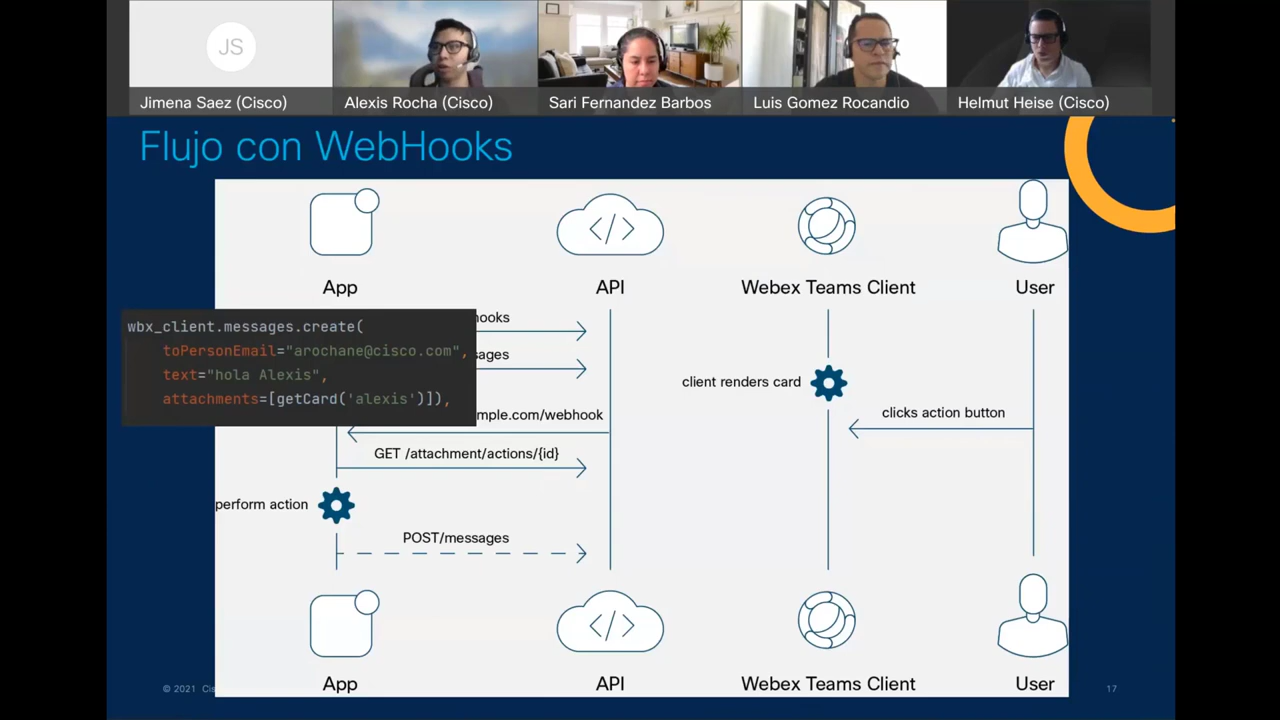 JS
Jimena Saez (Cisco)
Alexis Rocha (Cisco)
Sari Fernandez Barbos
Luis Gomez Rocandio
Helmut Heise (Cisco)
Flujo con WebHooks
App
API
Webex Teams Client
User
wbx_client.messages.create(
toPersonEmail="arochane@cisco.com",
text="hola Alexis",
attachments=[getCard('alexis')]),
client renders card
clicks action button
mple.com/webhook
GET /attachment/actions/{id}
perform action
POST/messages
App
API
Webex Teams Client
User
© 2021
17